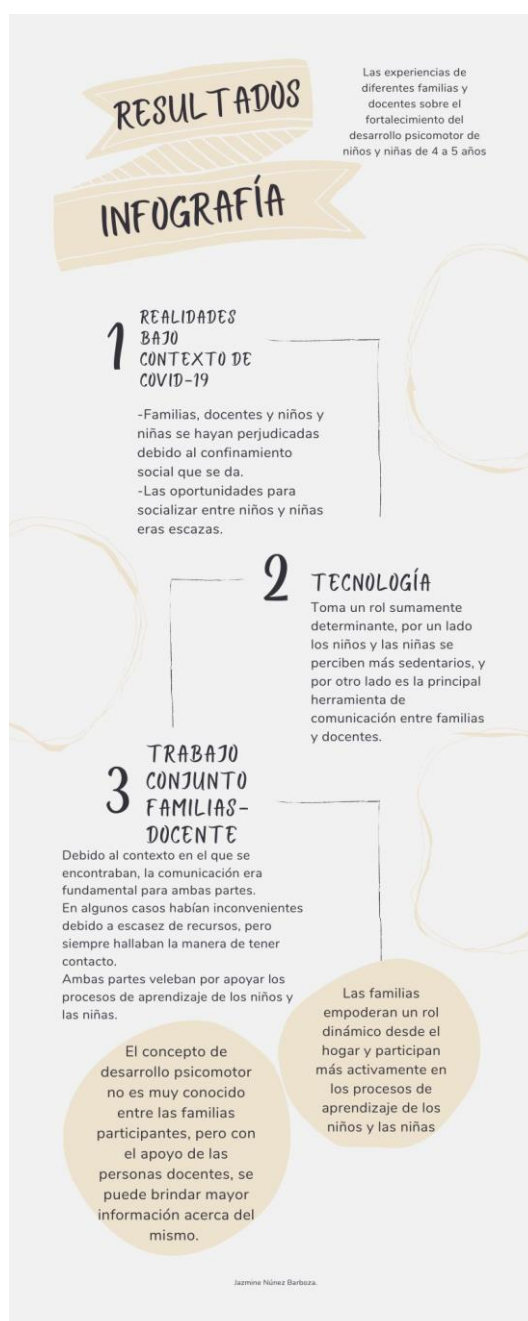 RESULTADOS
INFOGRAFÍA
Las experiencias de
diferentes familias y
docentes sobre el
fortalecimiento del
desarrollo psicomotor de
niños y niñas de 4 a 5 años
1
REALIDADES
BAJO
CONTEXTO DE
COVID-19
-Familias, docentes y niños y
niñas se hayan perjudicadas
debido al confinamiento
social que se da.
-Las oportunidades para
socializar entre niños y niñas
eras escazas.
2
TECNOLOGÍA
Toma un rol sumamente
determinante, por un lado
los niños y las niñas se
perciben más sedentarios, y
por otro lado es la principal
herramienta de
comunicación entre familias
y docentes.
3
TRABAJO
CONJUNTO
FAMILIAS-
DOCENTE
Debido al contexto en el que se
encontraban, la comunicación era
fundamental para ambas partes.
En algunos casos habían inconvenientes
debido a escasez de recursos, pero
siempre hallaban la manera de tener
contacto.
Ambas partes veleban por apoyar los
procesos de aprendizaje de los niños y
las niñas.
Las familias
empoderan un rol
dinámico desde el
hogar y participan
más activamente en
los procesos de
aprendizaje de los
niños y las niñas
El concepto de
desarrollo psicomotor
no es muy conocido
entre las familias
participantes, pero con
el apoyo de las
personas docentes, se
puede brindar mayor
información acerca del
mismo.
Jazmine Núnez Barboza.